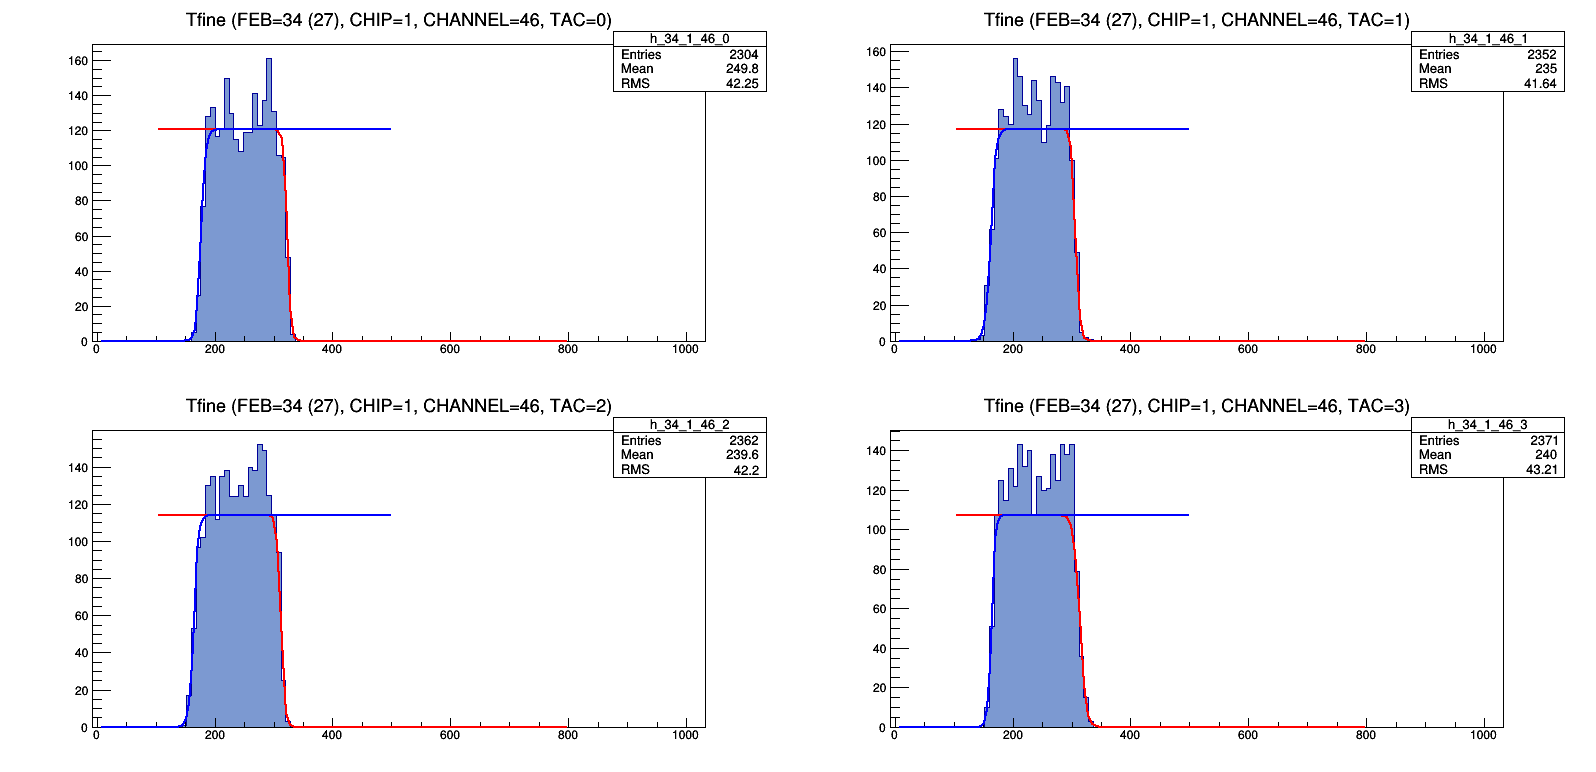 Tfine (FEB=34 (27), CHIP=1, CHANNEL=46, TAC=0)
h_34_1_46_0
Entries 2304
Mean 249.8
RMS 42.25
160
140
120
100
80
60
40
20
0
0 200 400 600 800 1000
Tfine (FEB=34 (27), CHIP=1, CHANNEL=46, TAC=1)
h_34_1_46_1
Entries 2352
Mean 235
RMS 41.64
160
140
120
100
80
60
40
20
0
0 200 400 600 800 1000
Tfine (FEB=34 (27), CHIP=1, CHANNEL=46, TAC=2)
h_34_1_46_2
Entries 2362
Mean 239.6
RMS 42.2
140
120
100
80
60
40
20
0
0 200 400 600 800 1000
Tfine (FEB=34 (27), CHIP=1, CHANNEL=46, TAC=3)
h_34_1_46_3
Entries 2371
Mean 240
RMS 43.21
140
120
100
80
60
40
20
0
0 200 400 600 800 1000